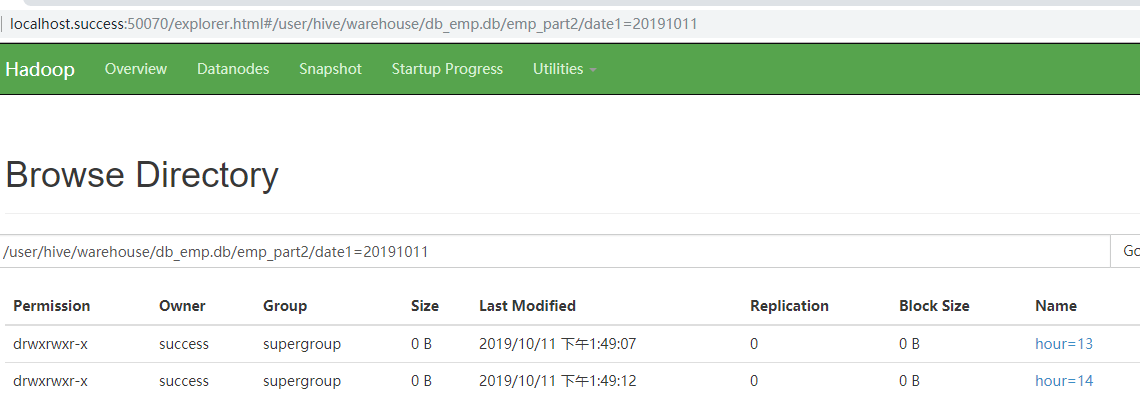 localhost.success:50070/explorer.html#/user/hive/warehouse/db_emp.db/emp_part2/date1=20191011
Hadoop Overview Datanodes Snapshot Startup Progress Utilities
Browse Directory
/user/hive/warehouse/db_emp.db/emp_part2/date1=20191011 Go
Permission Owner Group Size Last Modified Replication Block Size Name
drwxrwxr-x success supergroup 0 B 2019/10/11 下午1:49:07 0 0 B hour=13
drwxrwxr-x success supergroup 0 B 2019/10/11 下午1:49:12 0 0 B hour=14